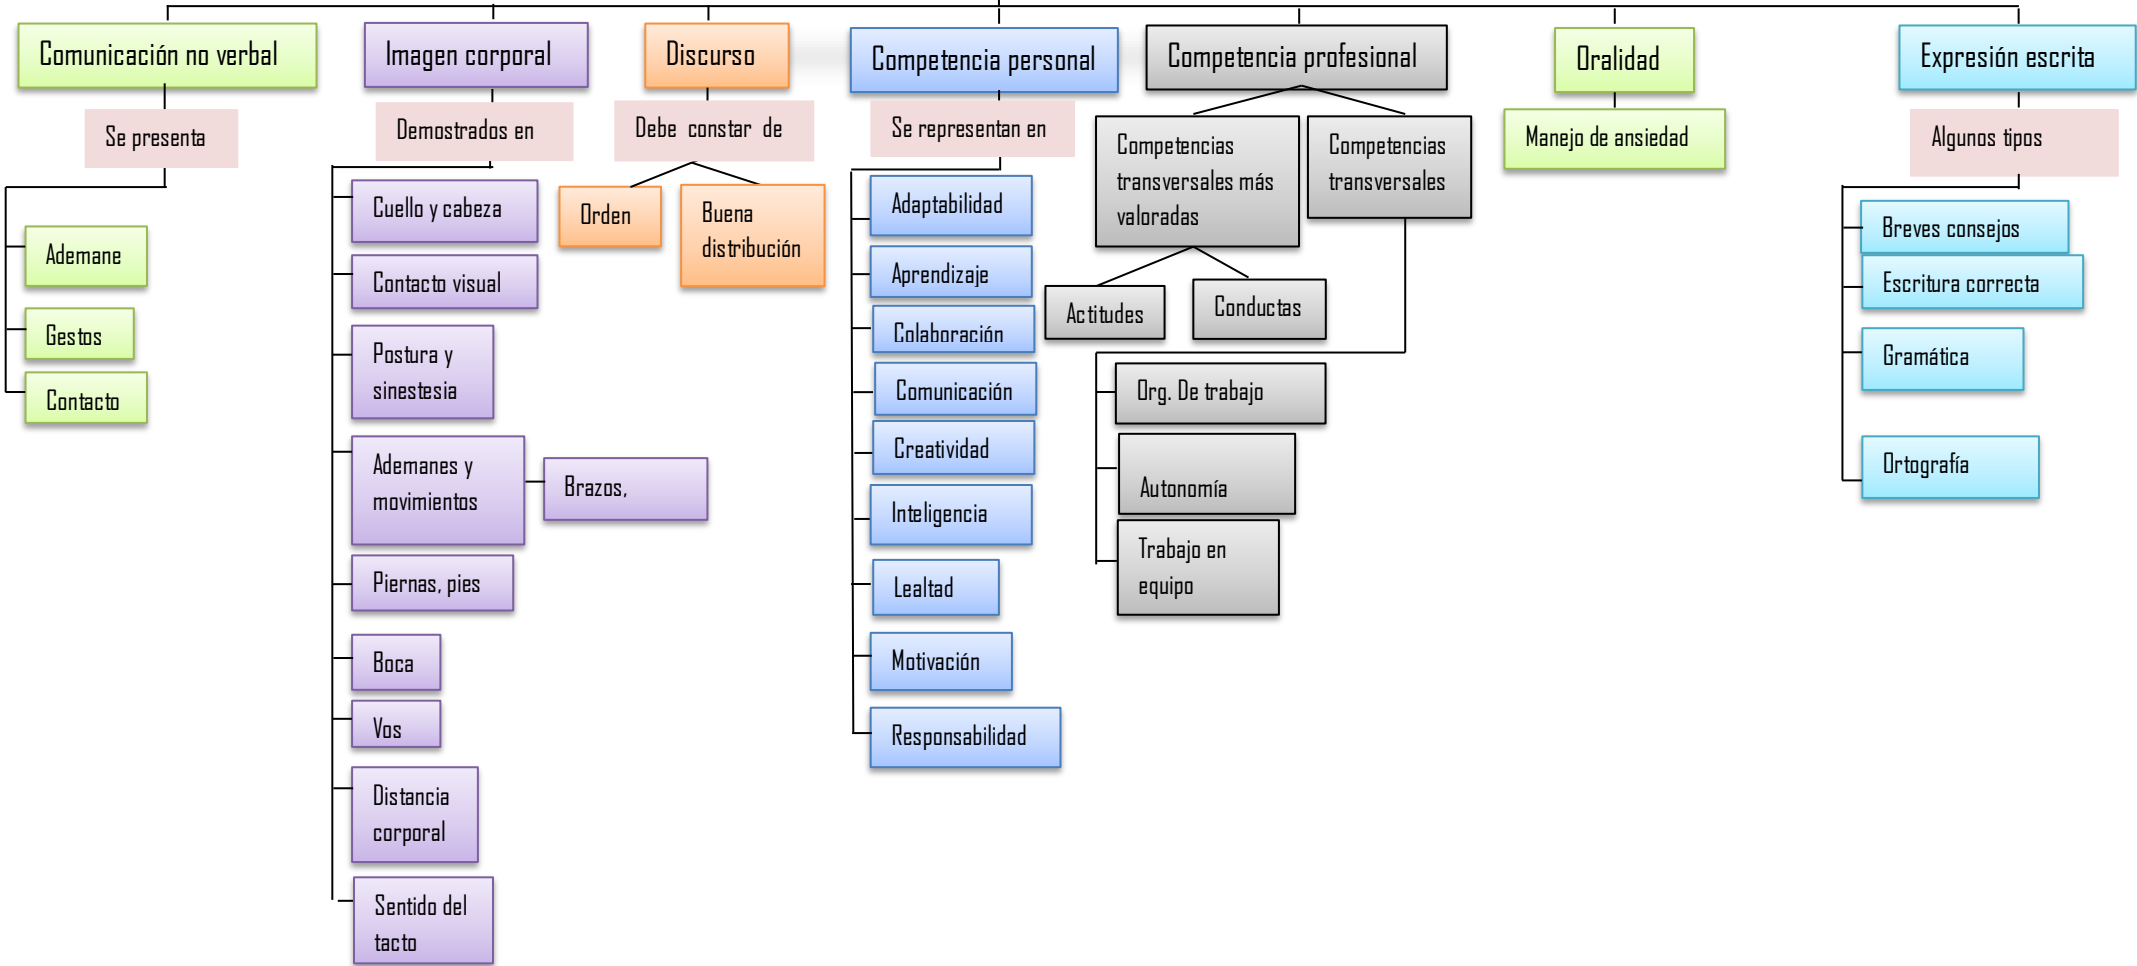 Comunicación no verbal
Se presenta
Ademane
Gestos
Contacto
Imagen corporal
Demostrados en
Cuello y cabeza
Contacto visual
Postura y
sinestesia
Ademanes y
movimientos
Brazos,
Piernas, pies
Boca
Vos
Distancia
corporal
Sentido del
tacto
Discurso
Debe constar de
Orden
Buena
distribución
Competencia personal
Se representan en
Adaptabilidad
Aprendizaje
Colaboración
Comunicación
Creatividad
Inteligencia
Lealtad
Motivación
Responsabilidad
Competencia profesional
Competencias
transversales más
valoradas
Actitudes
Conductas
Competencias
transversales
Org. De trabajo
Autonomía
Trabajo en
equipo
Oralidad
Manejo de ansiedad
Expresión escrita
Algunos tipos
Breves consejos
Escritura correcta
Gramática
Ortografía